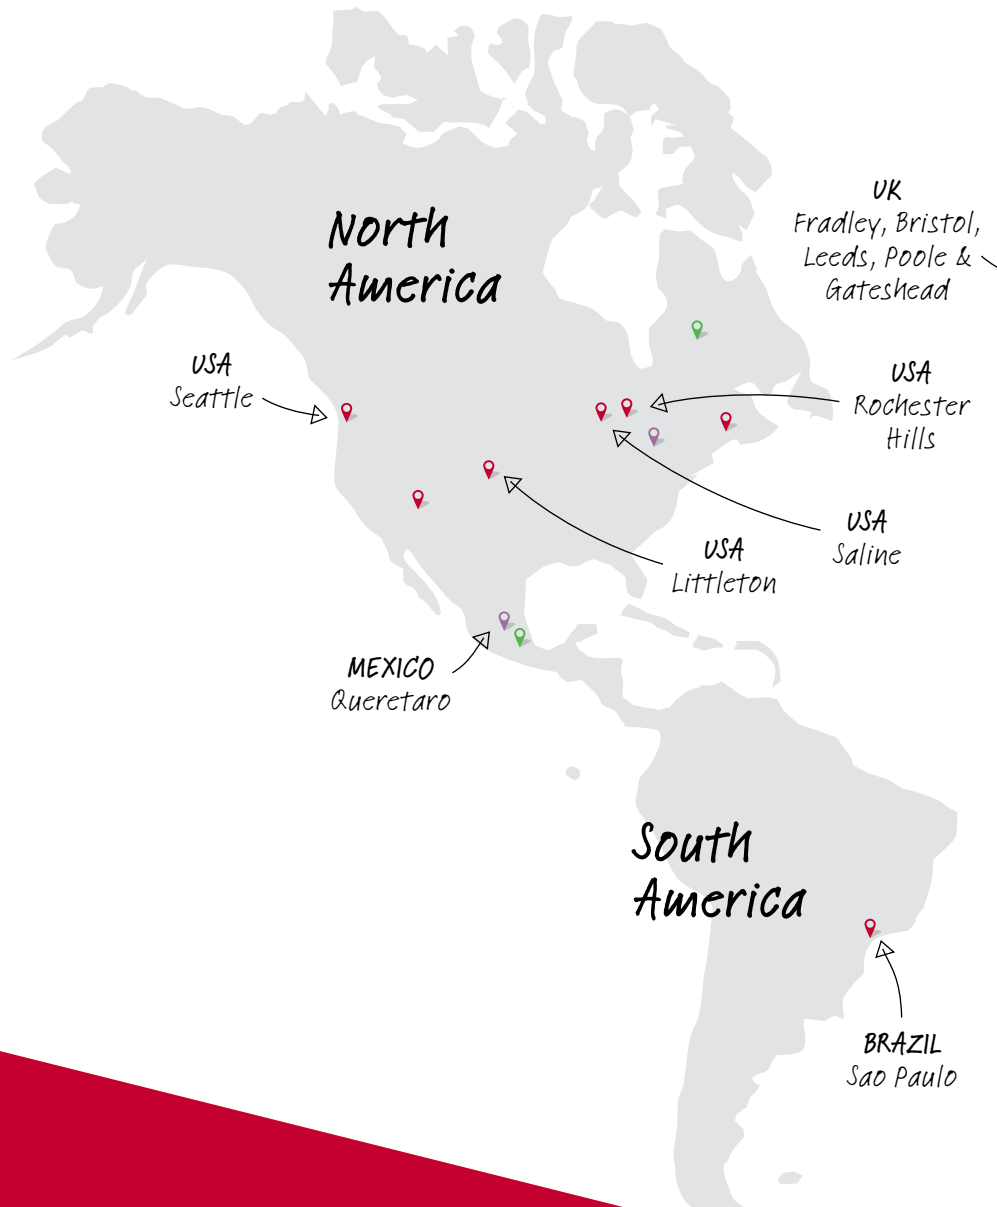 North
America
UK
Fradley, Bristol,
Leeds, Poole &
Gateshead
USA
Seattle
USA
Rochester
Hills
USA
Saline
USA
Littleton
MEXICO
Queretaro
South
America
BRAZIL
Sao Paulo